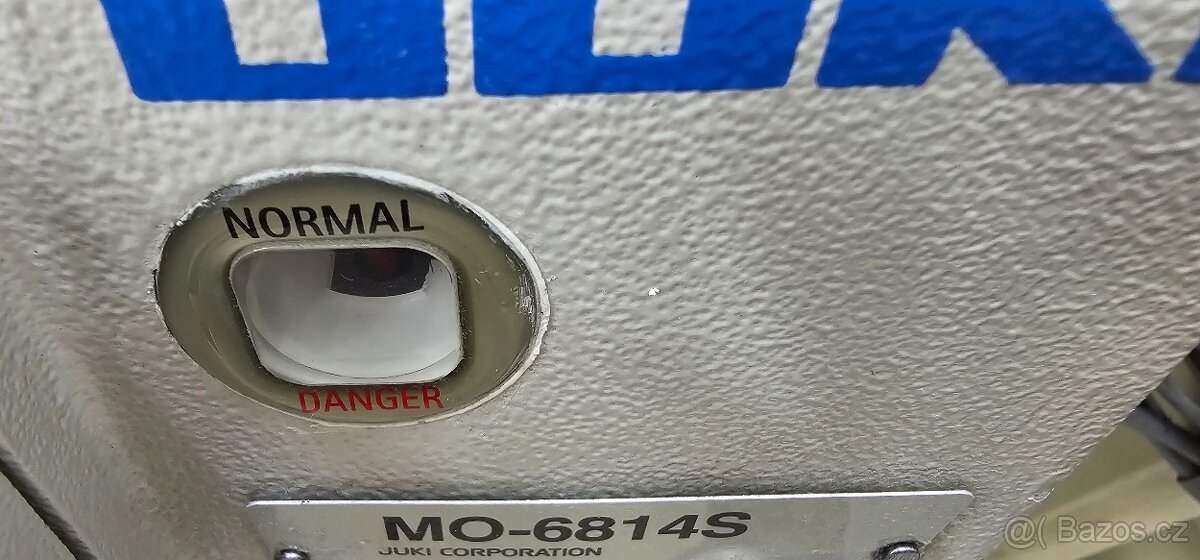 NORMAL
DANGER
MO-6814S
JUKI CORPORATION
Bazos.cz